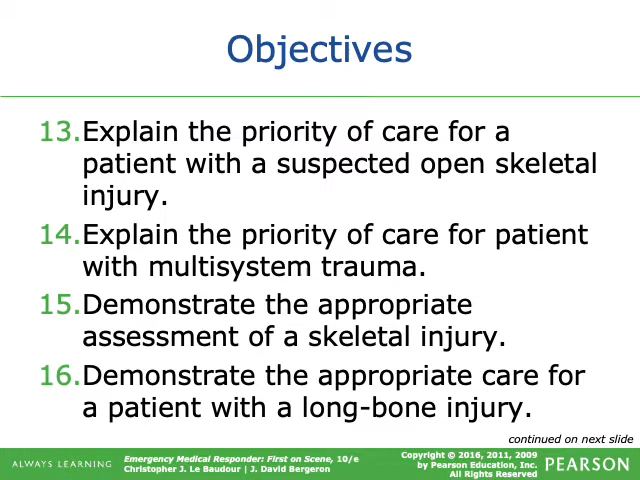 Objectives
13. Explain the priority of care for a
patient with a suspected open skeletal
injury.
14. Explain the priority of care for patient
with multisystem trauma.
15. Demonstrate the appropriate
assessment of a skeletal injury.
16. Demonstrate the appropriate care for
a patient with a long-bone injury.
continued on next slide
ALWAYS LEARNING
Emergency Medical Responder: First on Scene, 10/e
Christopher J. Le Baudour | J. David Bergeron
Copyright © 2016, 2011, 2009
by Pearson Education, Inc.
All Rights Reserved
PEARSON